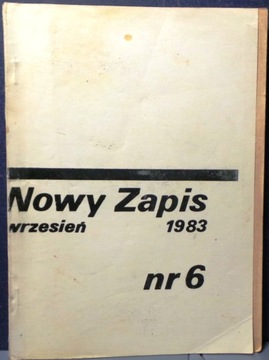 Nowy Zapis
wrzesień 1983
nr 6